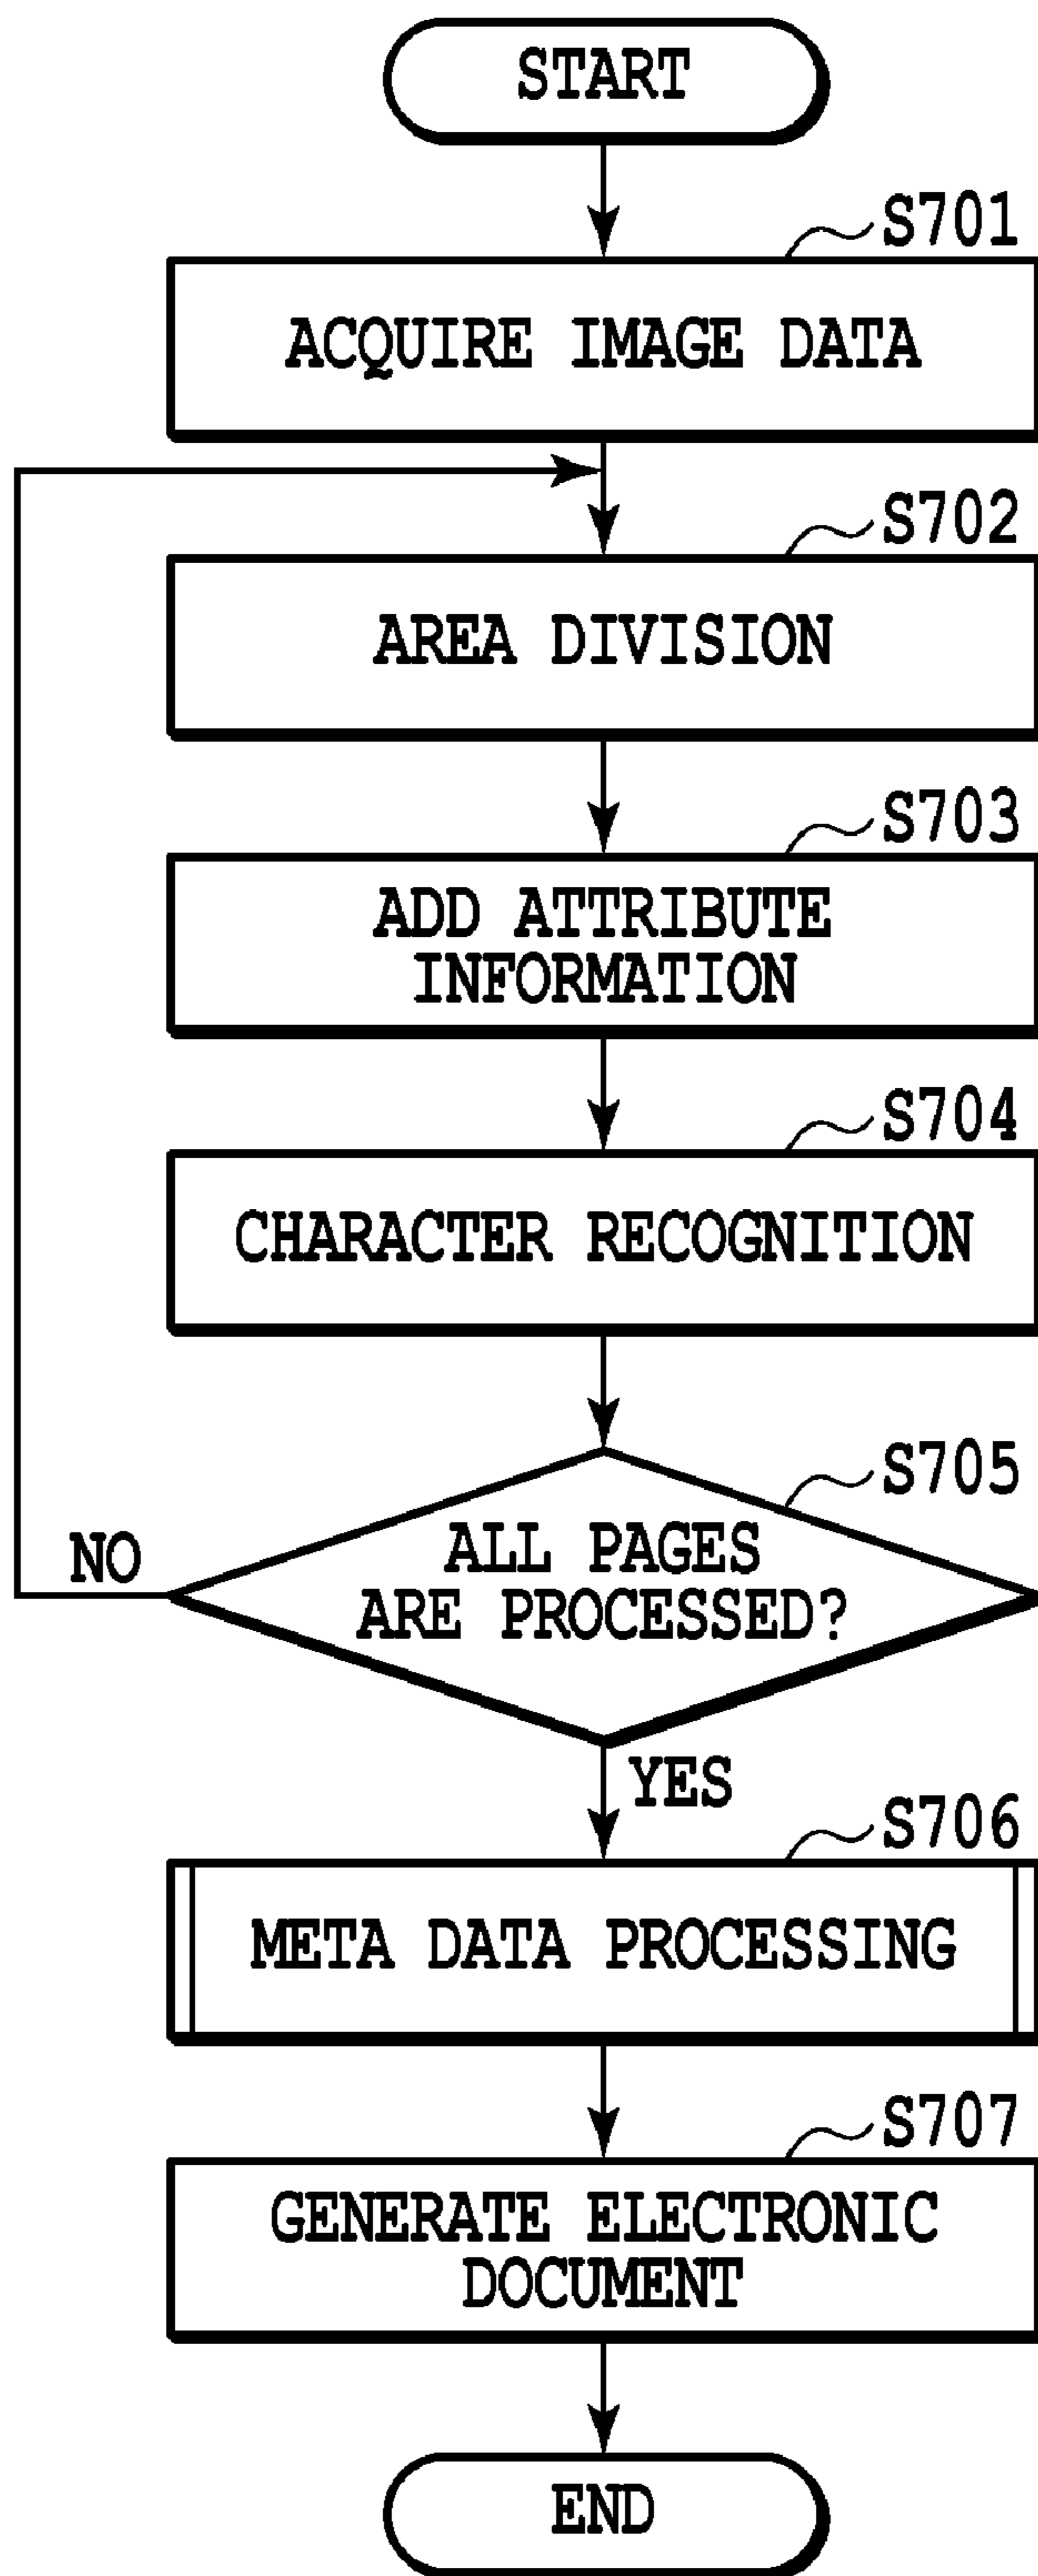 START
S701
ACQUIRE IMAGE DATA
S702
AREA DIVISION
S703
ADD ATTRIBUTE
INFORMATION
S704
CHARACTER RECOGNITION
S705
ALL PAGES
ARE PROCESSED?
NO
YES
S706
META DATA PROCESSING
S707
GENERATE ELECTRONIC
DOCUMENT
END